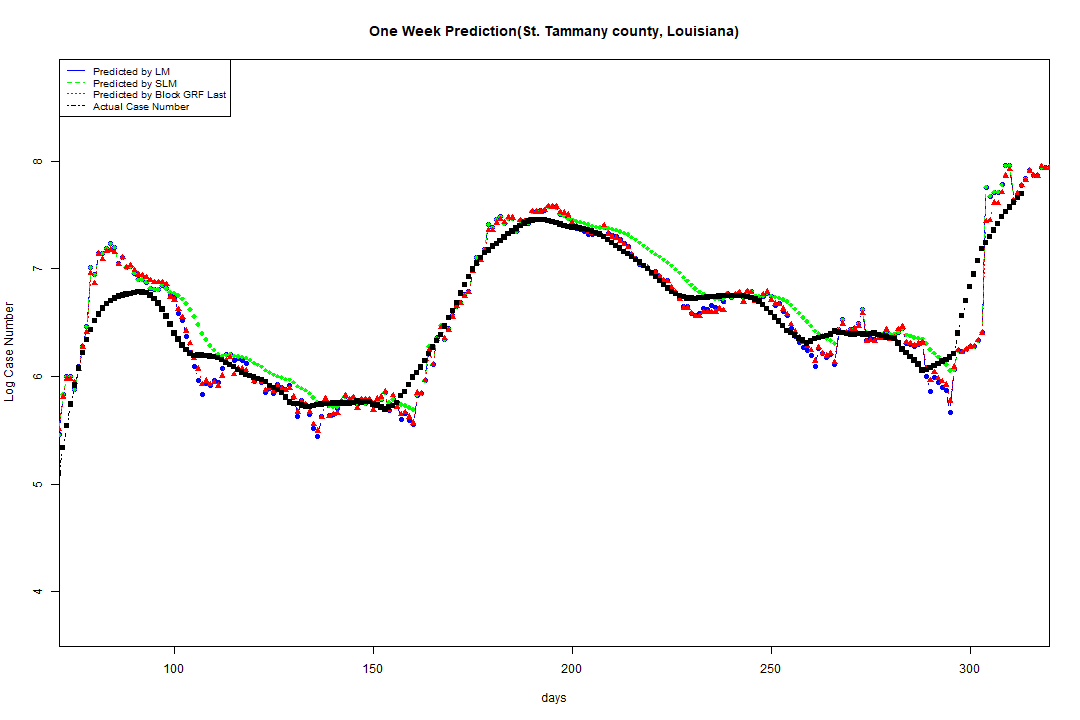 One Week Prediction(St. Tammany county, Louisiana)
Predicted by LM
Predicted by SLM
Predicted by Block GRF Last
Actual Case Number
8
7
6
5
4
Log Case Number
100 150 200 250 300
days